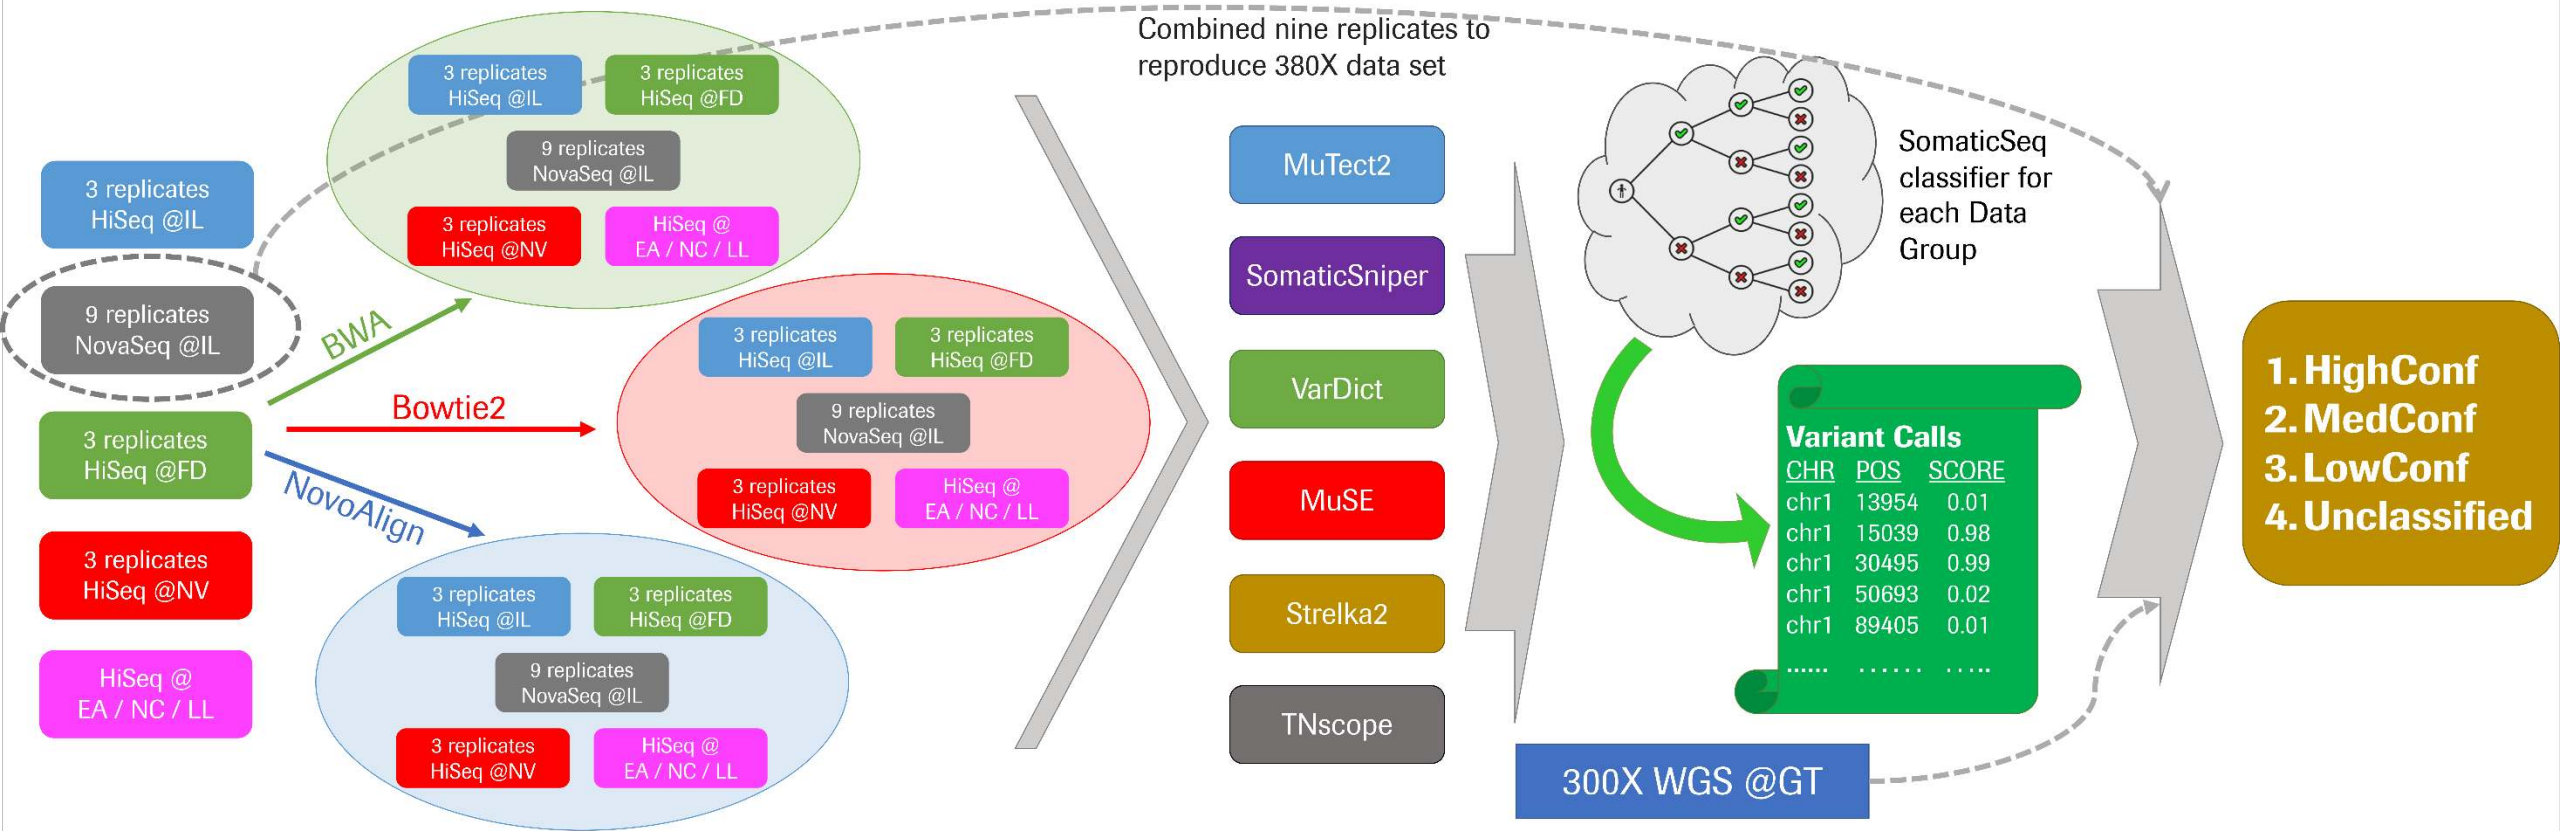 3 replicates
HiSeq @IL
9 replicates
NovaSeq @IL
3 replicates
HiSeq @FD
3 replicates
HiSeq @NV
HiSeq @
EA / NC / LL
BWA
Bowtie2
NovoAlign
3 replicates
HiSeq @IL
3 replicates
HiSeq @FD
9 replicates
NovaSeq @IL
3 replicates
HiSeq @NV
HiSeq @
EA / NC / LL
3 replicates
HiSeq @IL
3 replicates
HiSeq @FD
9 replicates
NovaSeq @IL
3 replicates
HiSeq @NV
HiSeq @
EA / NC / LL
3 replicates
HiSeq @IL
3 replicates
HiSeq @FD
9 replicates
NovaSeq @IL
3 replicates
HiSeq @NV
HiSeq @
EA / NC / LL
Combined nine replicates to
reproduce 380X data set
MuTect2
SomaticSniper
VarDict
MuSE
Strelka2
TNscope
SomaticSeq
classifier for
each Data
Group
Variant Calls
CHR POS SCORE
chr1 13954 0.01
chr1 15039 0.98
chr1 30495 0.99
chr1 50693 0.02
chr1 89405 0.01
...... ...... .....
300X WGS @GT
1. HighConf
2. MedConf
3. LowConf
4. Unclassified